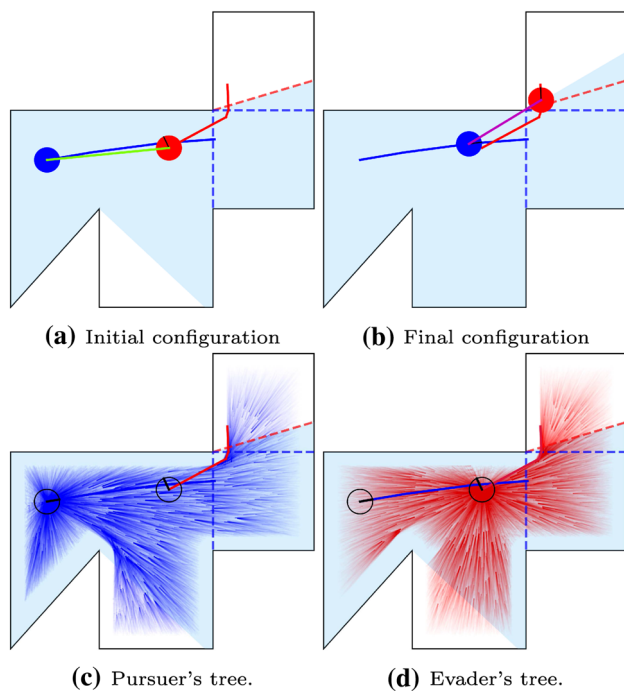 (a) Initial configuration
(b) Final configuration
(c) Pursuer's tree.
(d) Evader's tree.